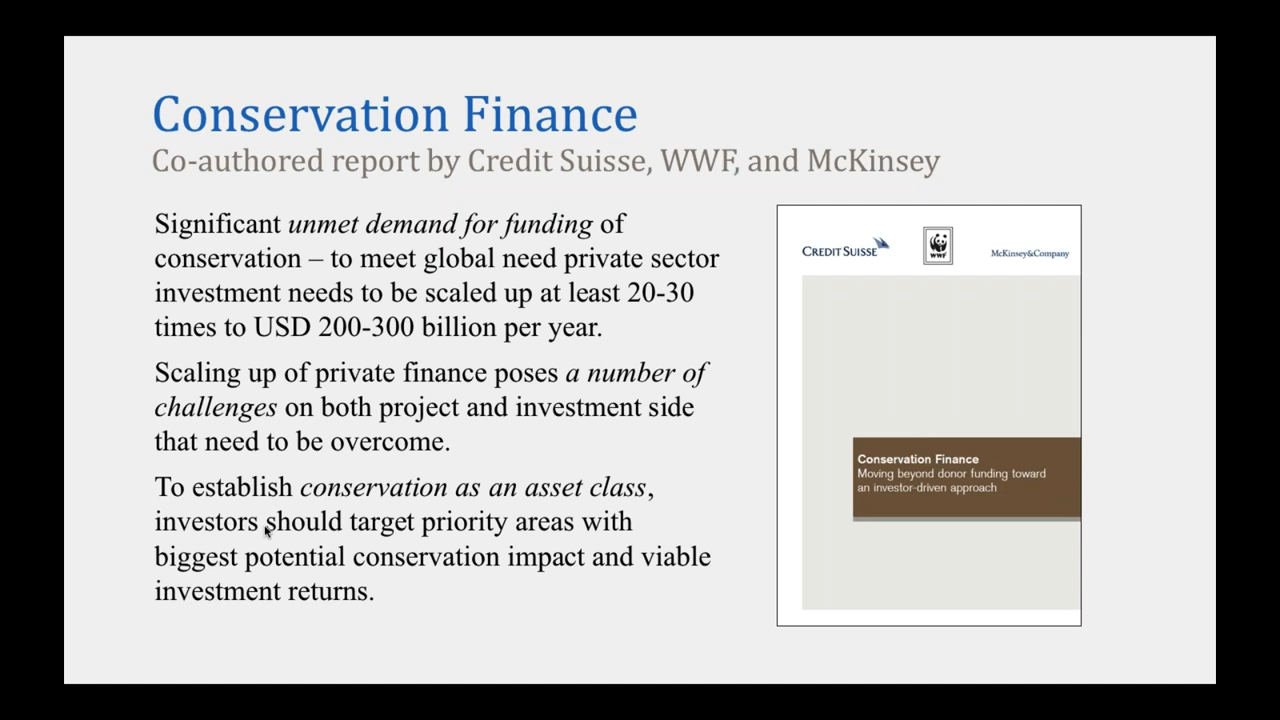 Conservation Finance
Co-authored report by Credit Suisse, WWF, and McKinsey
Significant unmet demand for funding of
conservation – to meet global need private sector
investment needs to be scaled up at least 20-30
times to USD 200-300 billion per year.
Scaling up of private finance poses a number of
challenges on both project and investment side
that need to be overcome.
To establish conservation as an asset class,
investors should target priority areas with
biggest potential conservation impact and viable
investment returns.
CREDIT SUISSE
WWF
McKinsey&Company
Conservation Finance
Moving beyond donor funding toward
an investor-driven approach